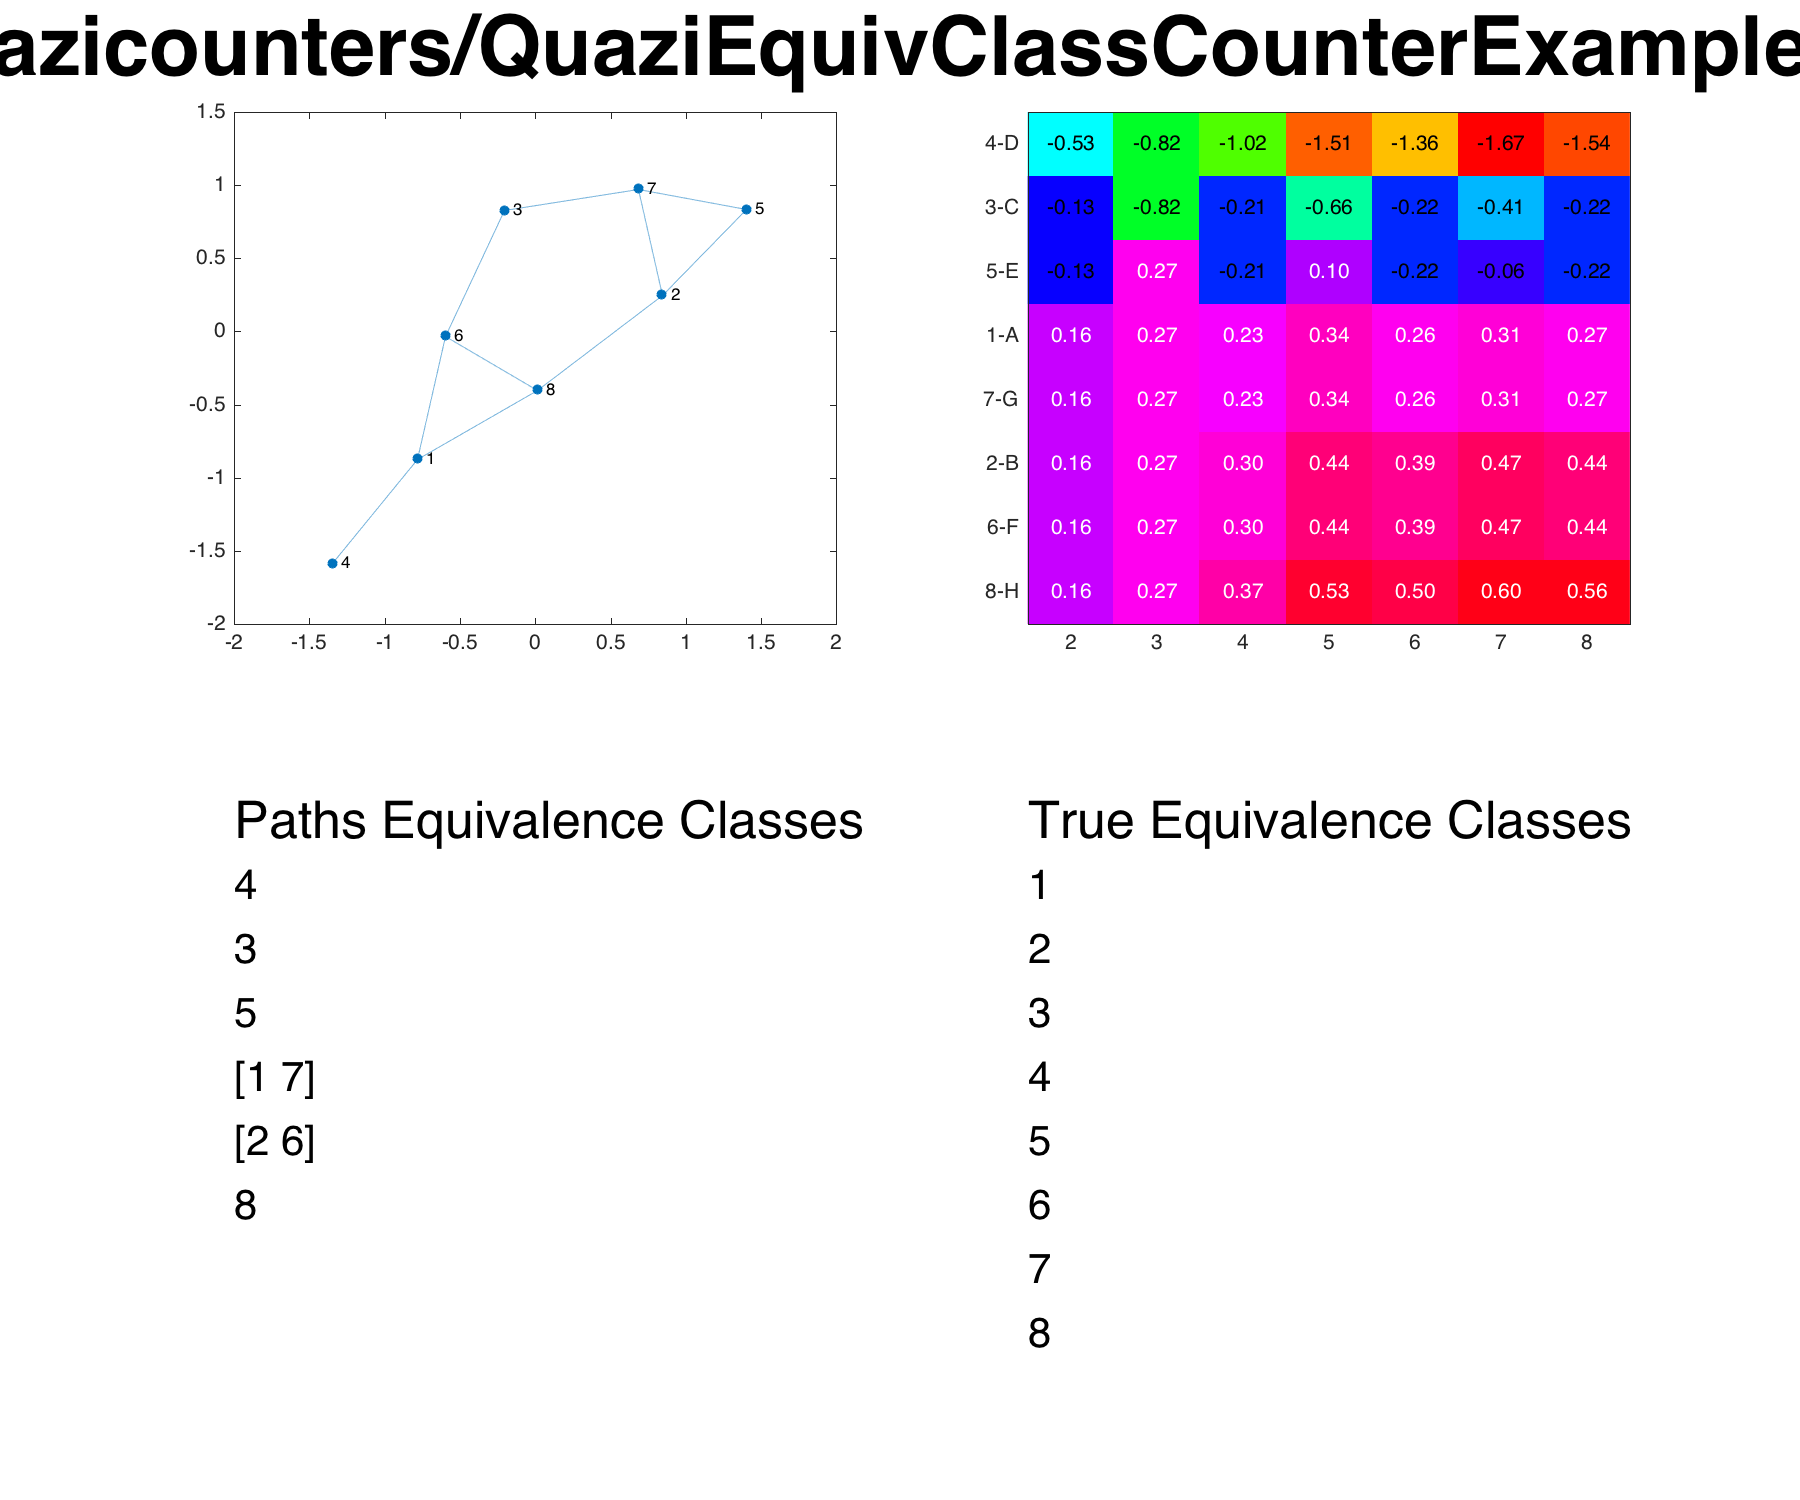 azicounters/QuaziEquivClassCounterExample
1.5
1
0.5
0
-0.5
-1
-1.5
-2
-2 -1.5 -1 -0.5 0 0.5 1 1.5 2
7
3
5
2
6
8
1
4
4-D -0.53 -0.82 -1.02 -1.51 -1.36 -1.67 -1.54
3-C -0.13 -0.82 -0.21 -0.66 -0.22 -0.41 -0.22
5-E -0.13 0.27 -0.21 0.10 -0.22 -0.06 -0.22
1-A 0.16 0.27 0.23 0.34 0.26 0.31 0.27
7-G 0.16 0.27 0.23 0.34 0.26 0.31 0.27
2-B 0.16 0.27 0.30 0.44 0.39 0.47 0.44
6-F 0.16 0.27 0.30 0.44 0.39 0.47 0.44
8-H 0.16 0.27 0.37 0.53 0.50 0.60 0.56
2 3 4 5 6 7 8
Paths Equivalence Classes
4
3
5
[1 7]
[2 6]
8
True Equivalence Classes
1
2
3
4
5
6
7
8